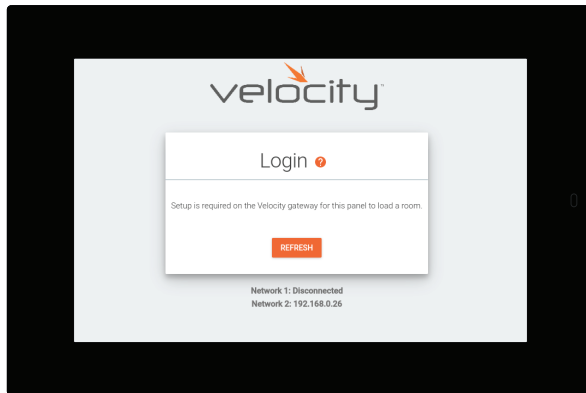 velocity™
Login ?
Setup is required on the Velocity gateway for this panel to load a room.
REFRESH
Network 1: Disconnected
Network 2: 192.168.0.26